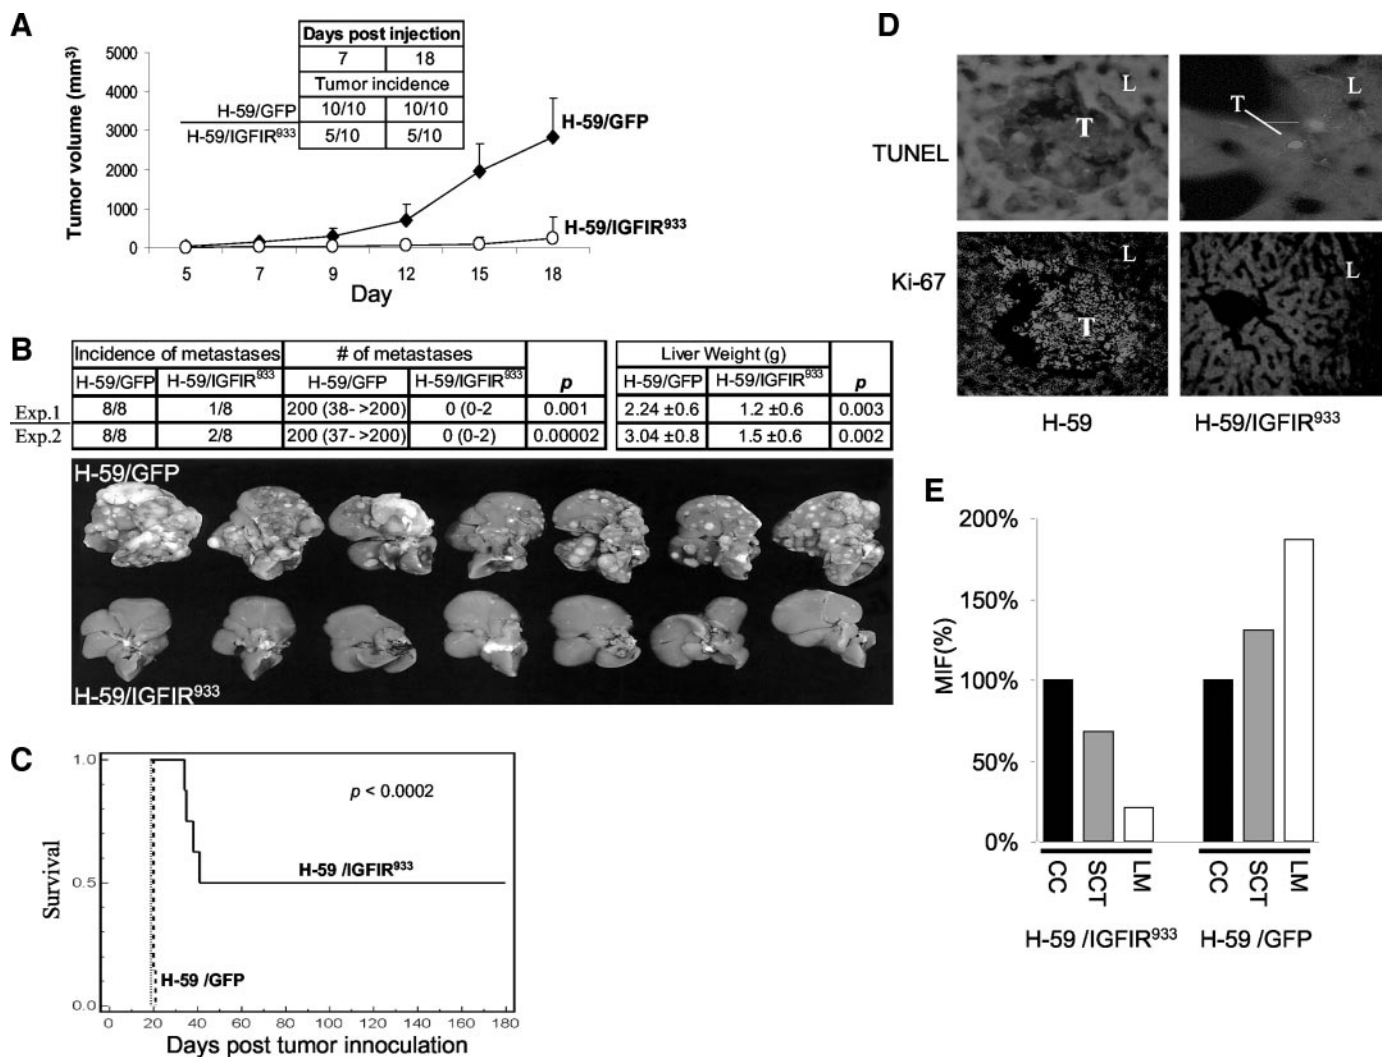 A
Days post injection
7 18
Tumor incidence
H-59/GFP 10/10 10/10
H-59/IGFIR⁹³³ 5/10 5/10
Tumor volume (mm³)
5000
4000
3000
2000
1000
0
H-59/GFP
H-59/IGFIR⁹³³
5 7 9 12 15 18
Day
B
Incidence of metastases # of metastases p
H-59/GFP H-59/IGFIR⁹³³ H-59/GFP H-59/IGFIR⁹³³
Exp.1 8/8 1/8 200 (38- >200) 0 (0-2 0.001
Exp.2 8/8 2/8 200 (37- >200) 0 (0-2) 0.00002
Liver Weight (g) p
H-59/GFP H-59/IGFIR⁹³³
2.24 ±0.6 1.2 ±0.6 0.003
3.04 ±0.8 1.5 ±0.6 0.002
H-59/GFP
H-59/IGFIR⁹³³
C
Survival
1.0
0.5
0.0
p < 0.0002
H-59 /IGFIR⁹³³
H-59 /GFP
0 20 40 60 80 100 120 140 160 180
Days post tumor innoculation
D
TUNEL
L
T
L
T
Ki-67
L
T
L
H-59 H-59/IGFIR⁹³³
E
MIF(%)
200%
150%
100%
50%
0%
CC SCT LM CC SCT LM
H-59 /IGFIR⁹³³ H-59 /GFP